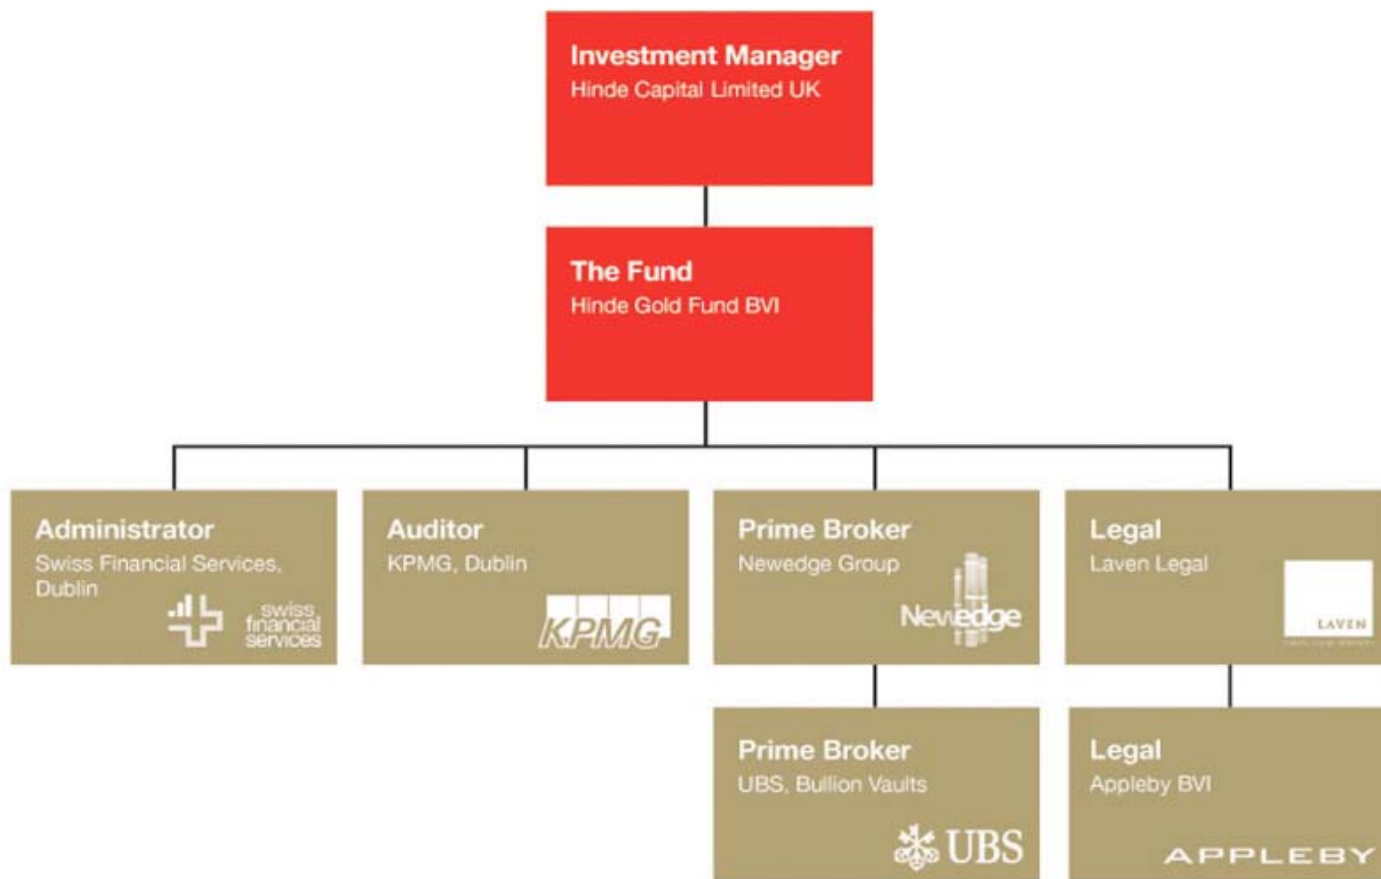 Investment Manager
Hinde Capital Limited UK
The Fund
Hinde Gold Fund BVI
Administrator
Swiss Financial Services,
Dublin
swiss
financial
services
Auditor
KPMG, Dublin
KPMG
Prime Broker
Newedge Group
Newedge
Legal
Laven Legal
LAVEN
Prime Broker
UBS, Bullion Vaults
UBS
Legal
Appleby BVI
APPLEBY